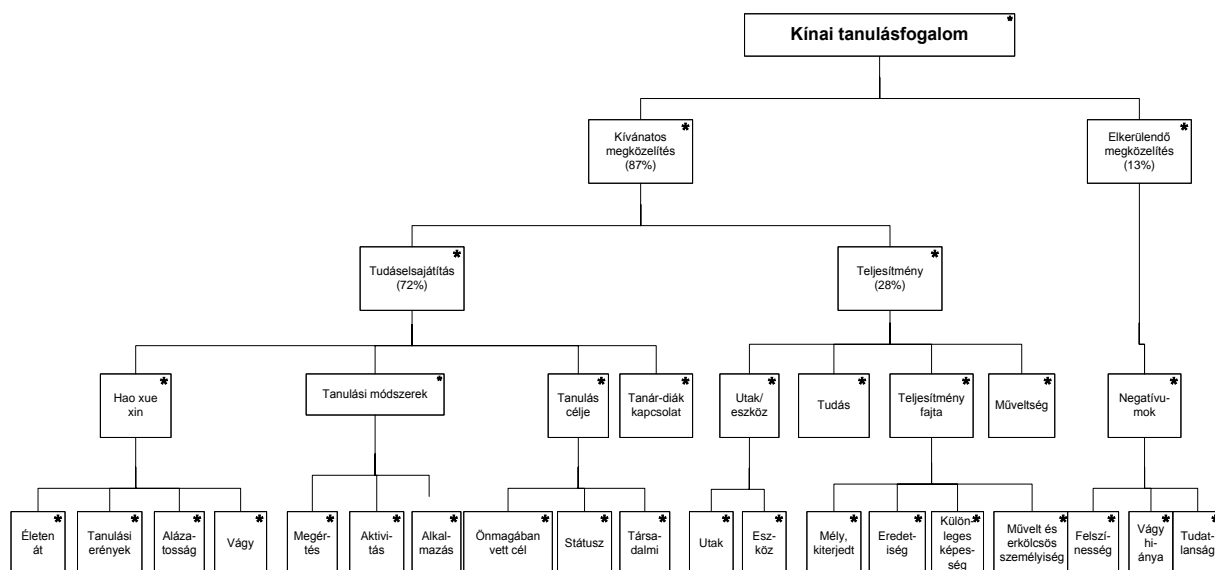 Kínai tanulásfogalom *
Kívánatos *
megközelítés
(87%)
Elkerülendő *
megközelítés
(13%)
Tudáselsajátítás *
(72%)
Teljesítmény *
(28%)
Hao xue *
xin
Tanulási módszerek *
Tanulás *
célje
Tanár-diák *
kapcsolat
Utak/ *
eszköz
Tudás *
Teljesítmény *
fajta
Műveltség *
Negatívu- *
mok
Életen *
át
Tanulási *
erények
Aláza- *
tosság
Vágy *
Megér- *
tés
Aktivi- *
tás
Alkal- *
mazás
Önmagában *
vett cél
Státusz *
Társa- *
dalmi
Utak *
Esz- *
köz
Mély, *
kiterjedt
Eredet- *
iség
Külön- *
leges
képes-
ség
Művelt és *
erkölcsös
személyiség
Felszí- *
nesség
Vágy *
hi-
ánya
Tudat- *
lanság